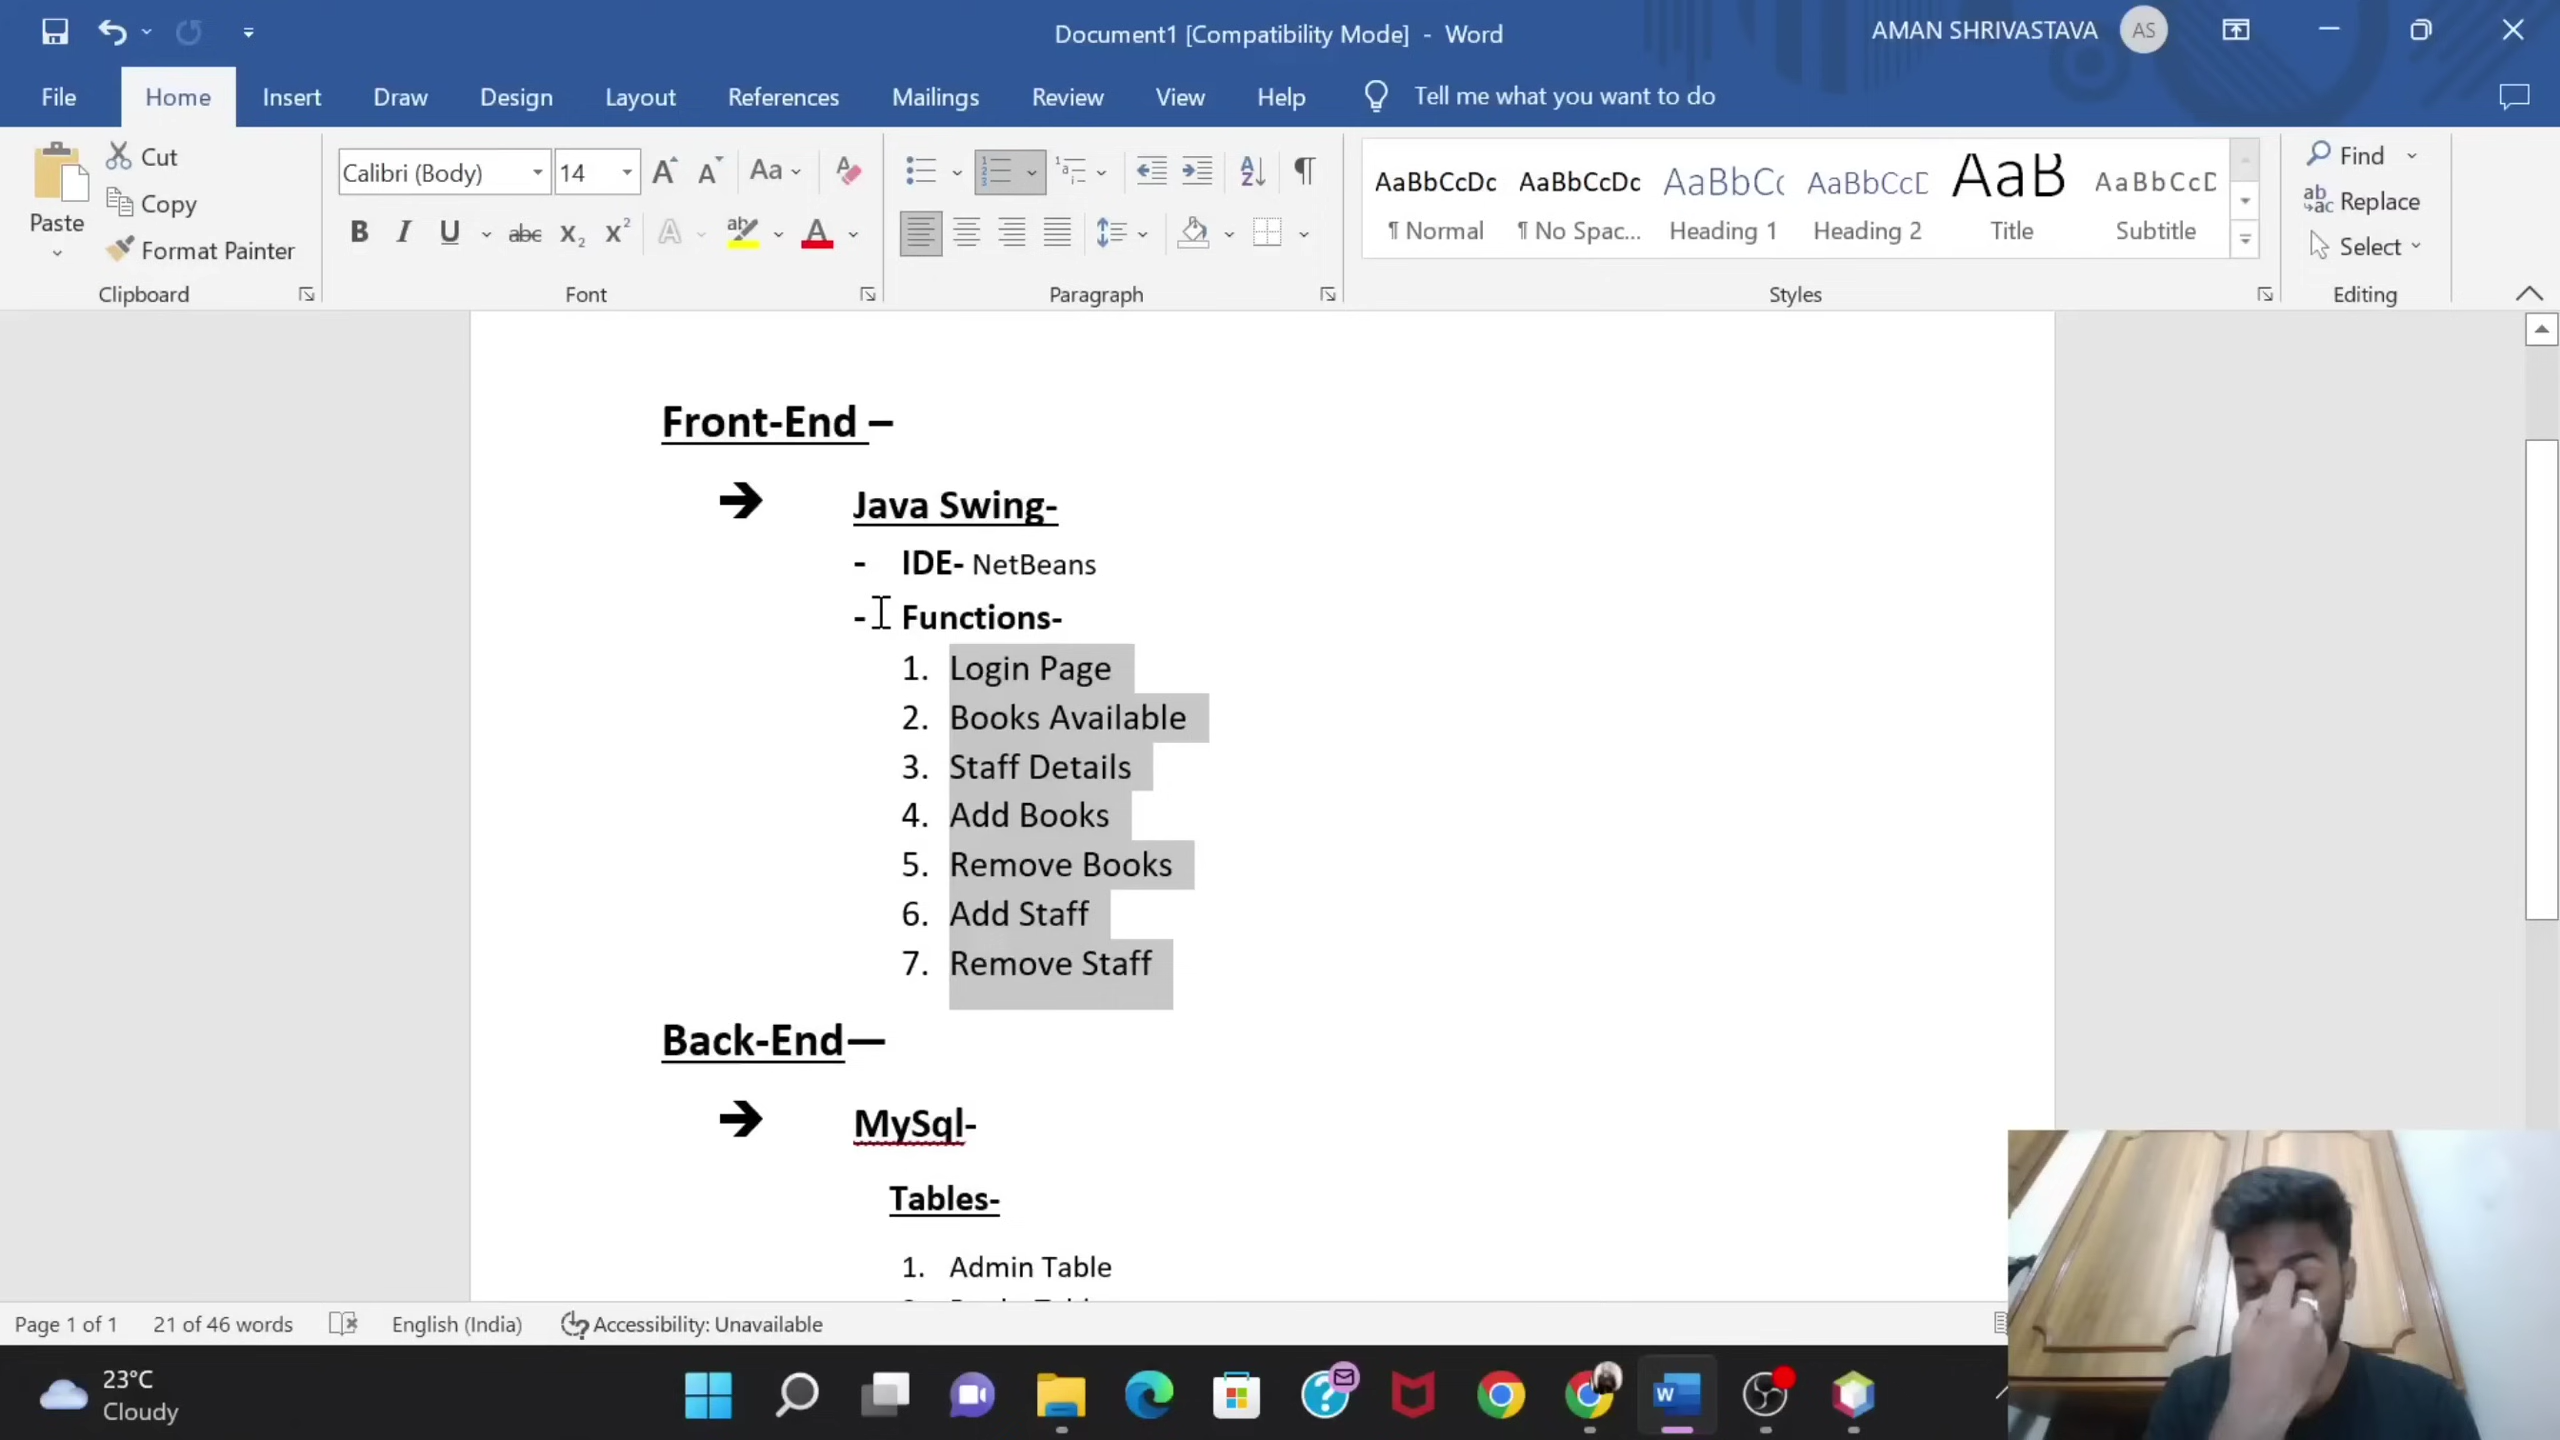 Document1 [Compatibility Mode] - Word
AMAN SHRIVASTAVA
AS
File
Home
Insert
Draw
Design
Layout
References
Mailings
Review
View
Help
Tell me what you want to do
Paste
Cut
Copy
Format Painter
Clipboard
Calibri (Body)
14
Font
Paragraph
AaBbCcDc
¶ Normal
AaBbCcDc
¶ No Spac...
AaBbCc
Heading 1
AaBbCcD
Heading 2
AaB
Title
AaBbCcD
Subtitle
Styles
Find
Replace
Select
Editing
Front-End –
➔ Java Swing-
- IDE- NetBeans
- Functions-
1. Login Page
2. Books Available
3. Staff Details
4. Add Books
5. Remove Books
6. Add Staff
7. Remove Staff
Back-End—
➔ MySql-
Tables-
1. Admin Table
Page 1 of 1
21 of 46 words
English (India)
Accessibility: Unavailable
23°C
Cloudy